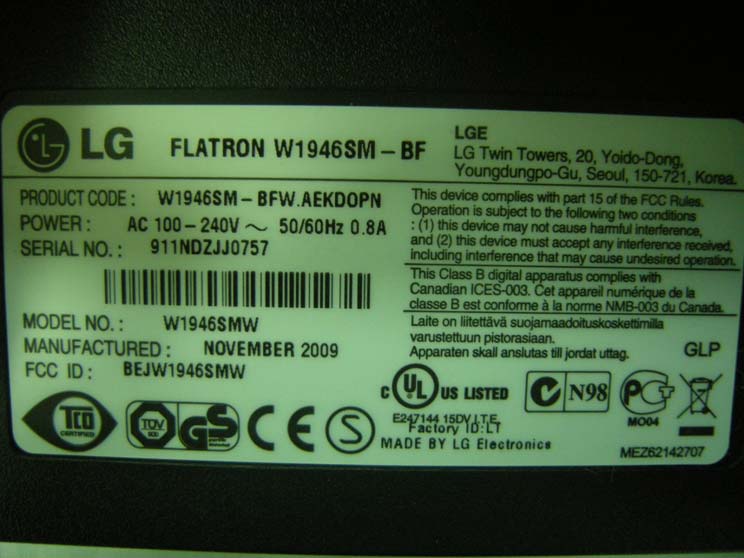 LG FLATRON W1946SM-BF
LGE
LG Twin Towers, 20, Yoido-Dong,
Youngdungpo-Gu, Seoul, 150-721, Korea.
PRODUCT CODE : W1946SM-BFW.AEKDOPN
POWER : AC 100-240V ～ 50/60Hz 0.8A
SERIAL NO. : 911NDZJJ0757
MODEL NO. : W1946SMW
MANUFACTURED : NOVEMBER 2009
FCC ID : BEJW1946SMW
This device complies with part 15 of the FCC Rules.
Operation is subject to the following two conditions
: (1) this device may not cause harmful interference,
and (2) this device must accept any interference received,
including interference that may cause undesired operation.
This Class B digital apparatus complies with
Canadian ICES-003. Cet appareil numérique de la
classe B est conforme à la norme NMB-003 du Canada.
Laite on liitettävä suojamaadoituskoskettimilla
varustettuun pistorasiaan.
Apparaten skall anslutas till jordat uttag.
GLP
TCO
CERTIFIED
TÜV
GS
CE
S
C UL US LISTED
N98
E247144 15DV I.T.E.
Factory ID:LT
MADE BY LG Electronics
PCT
MO04
MEZ62142707